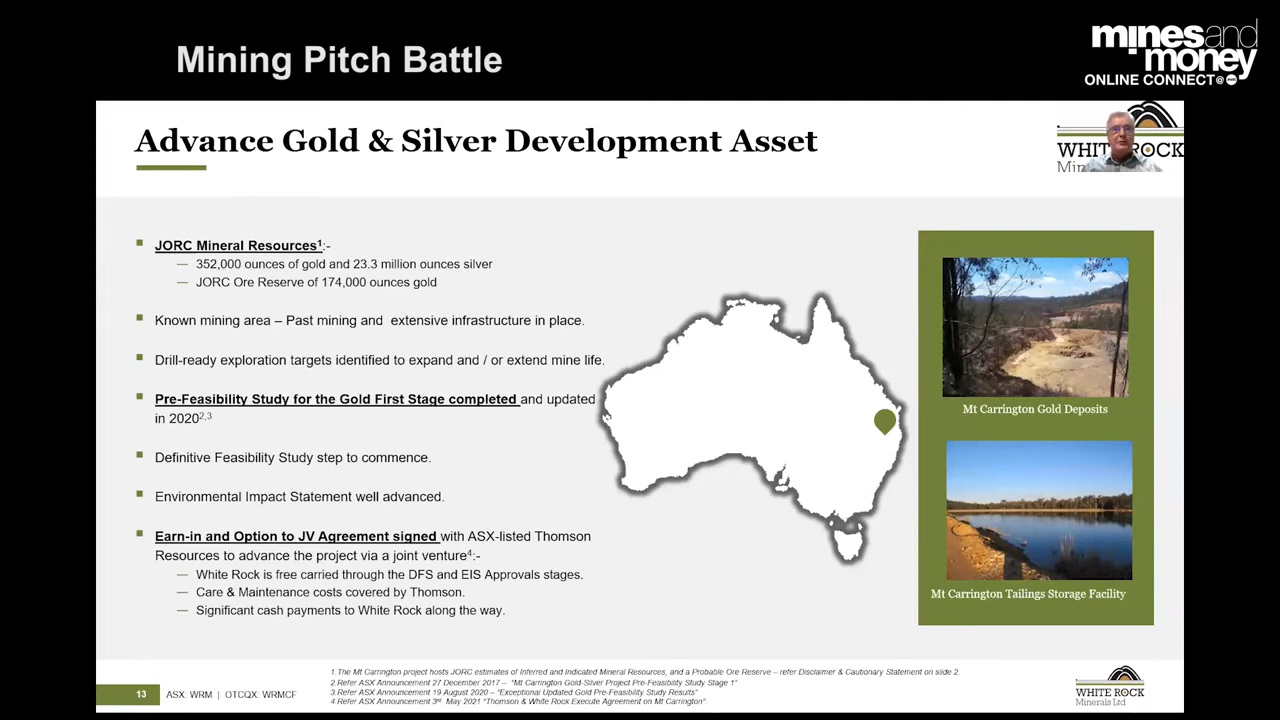 Mining Pitch Battle
mines and
money
ONLINE CONNECT@
Advance Gold & Silver Development Asset
WHITE ROCK
JORC Mineral Resources¹:-
— 352,000 ounces of gold and 23.3 million ounces silver
— JORC Ore Reserve of 174,000 ounces gold
Known mining area – Past mining and extensive infrastructure in place.
Drill-ready exploration targets identified to expand and / or extend mine life.
Pre-Feasibility Study for the Gold First Stage completed and updated
in 2020²,³
Definitive Feasibility Study step to commence.
Environmental Impact Statement well advanced.
Earn-in and Option to JV Agreement signed with ASX-listed Thomson
Resources to advance the project via a joint venture⁴:-
— White Rock is free carried through the DFS and EIS Approvals stages.
— Care & Maintenance costs covered by Thomson.
— Significant cash payments to White Rock along the way.
Mt Carrington Gold Deposits
Mt Carrington Tailings Storage Facility
1.The Mt Carrington project hosts JORC estimates of Inferred and Indicated Mineral Resources, and a Probable Ore Reserve – refer Disclaimer & Cautionary Statement on slide 2.
2.Refer ASX Announcement 27 December 2017 – "Mt Carrington Gold-Silver Project Pre-Feasibility Study Stage 1"
3.Refer ASX Announcement 19 August 2020 – "Exceptional Updated Gold Pre-Feasibility Study Results"
4.Refer ASX Announcement 3rd May 2021 "Thomson & White Rock Execute Agreement on Mt Carrington".
13 ASX: WRM | OTCQX: WRMCF
WHITE ROCK
Minerals Ltd